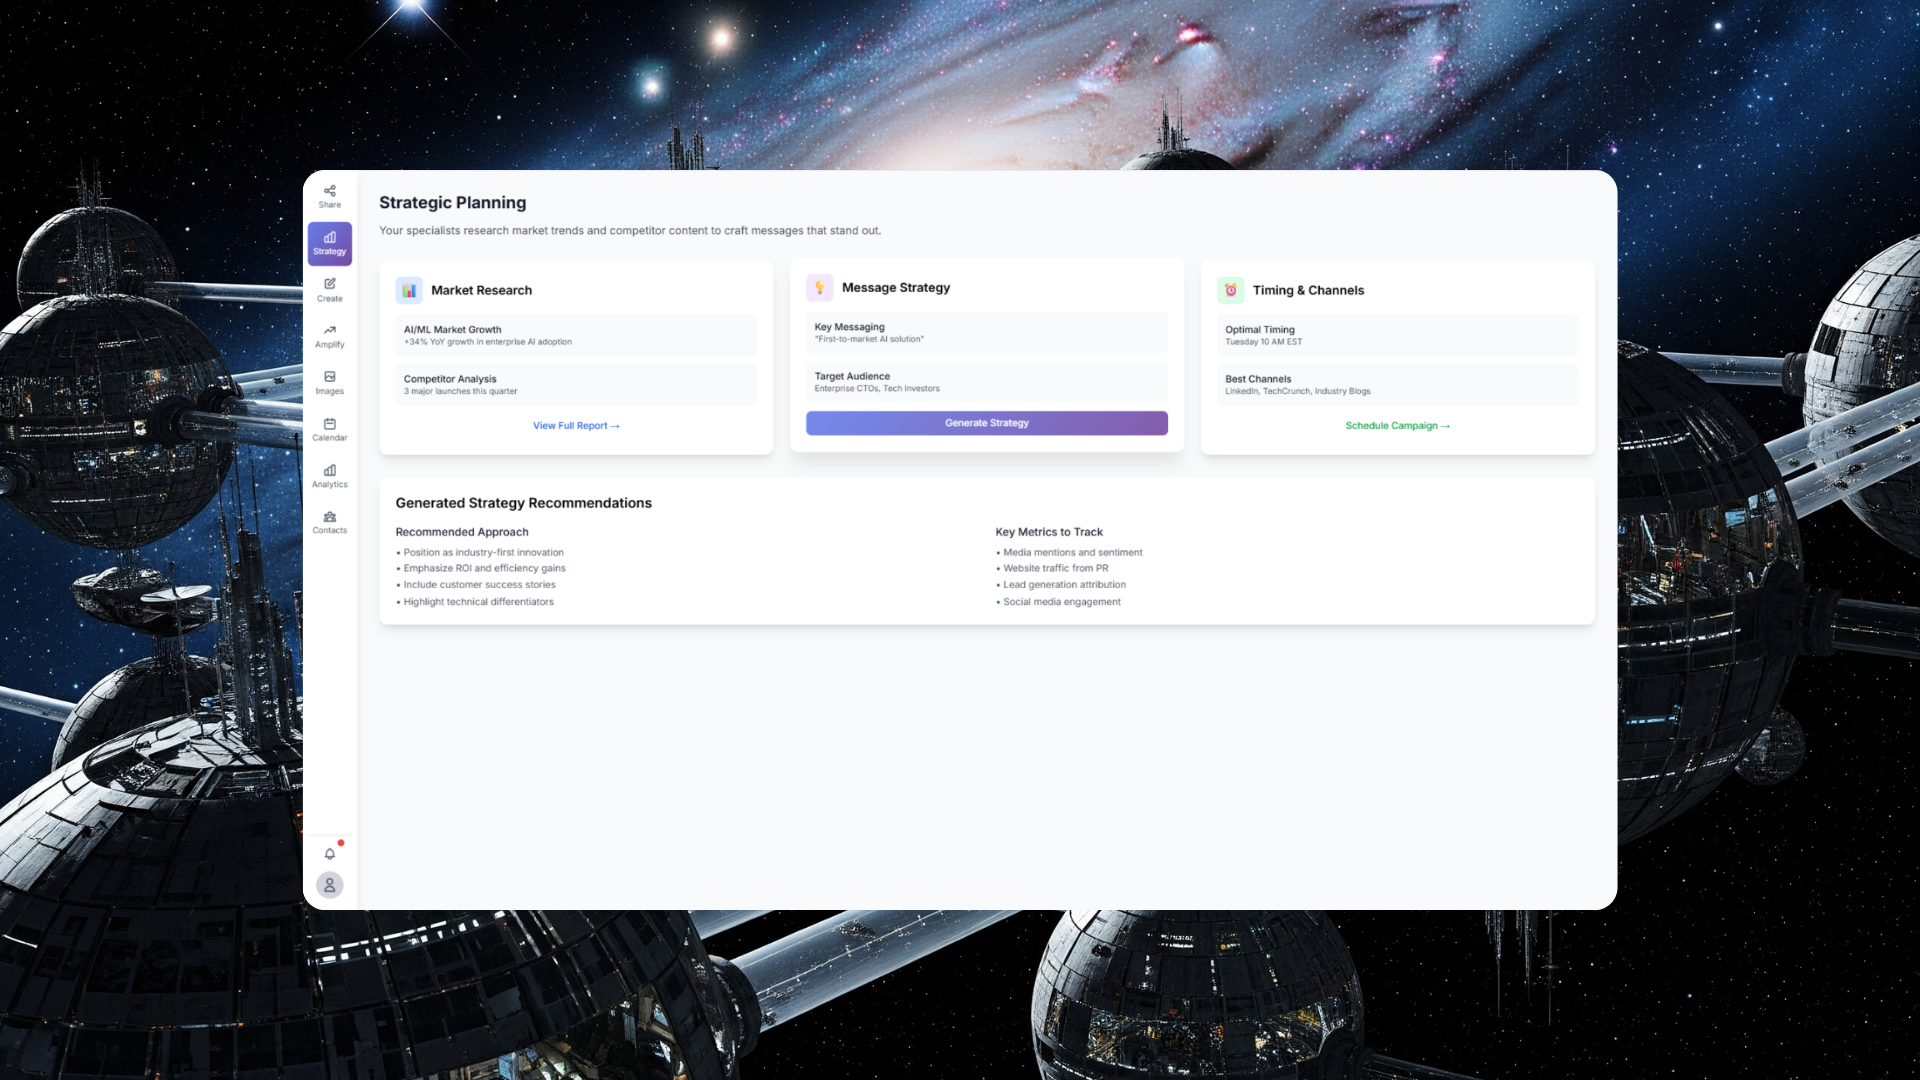 Share
Strategy
Create
Amplify
Images
Calendar
Analytics
Contacts
Strategic Planning
Your specialists research market trends and competitor content to craft messages that stand out.
Market Research
AI/ML Market Growth
+34% YoY growth in enterprise AI adoption
Competitor Analysis
3 major launches this quarter
View Full Report →
Message Strategy
Key Messaging
"First-to-market AI solution"
Target Audience
Enterprise CTOs, Tech Investors
Generate Strategy
Timing & Channels
Optimal Timing
Tuesday 10 AM EST
Best Channels
LinkedIn, TechCrunch, Industry Blogs
Schedule Campaign →
Generated Strategy Recommendations
Recommended Approach
• Position as industry-first innovation
• Emphasize ROI and efficiency gains
• Include customer success stories
• Highlight technical differentiators
Key Metrics to Track
• Media mentions and sentiment
• Website traffic from PR
• Lead generation attribution
• Social media engagement